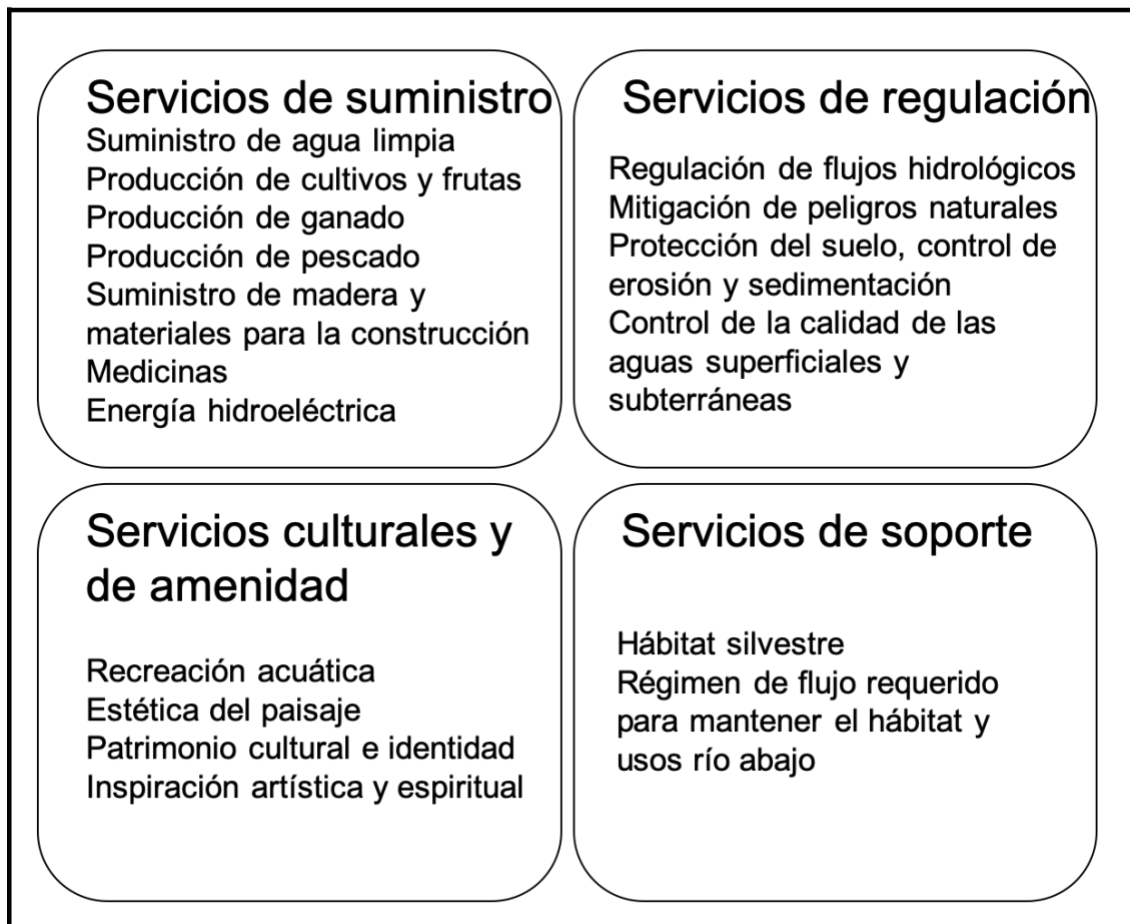 Servicios de suministro
Suministro de agua limpia
Producción de cultivos y frutas
Producción de ganado
Producción de pescado
Suministro de madera y
materiales para la construcción
Medicinas
Energía hidroeléctrica
Servicios de regulación
Regulación de flujos hidrológicos
Mitigación de peligros naturales
Protección del suelo, control de
erosión y sedimentación
Control de la calidad de las
aguas superficiales y
subterráneas
Servicios culturales y
de amenidad
Recreación acuática
Estética del paisaje
Patrimonio cultural e identidad
Inspiración artística y espiritual
Servicios de soporte
Hábitat silvestre
Régimen de flujo requerido
para mantener el hábitat y
usos río abajo